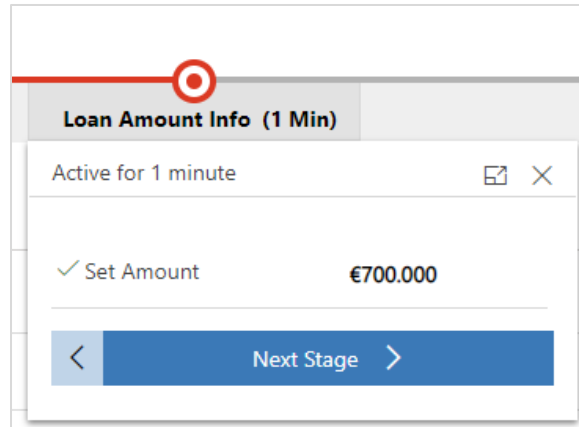 Loan Amount Info (1 Min)
Active for 1 minute
Set Amount €700.000
Next Stage